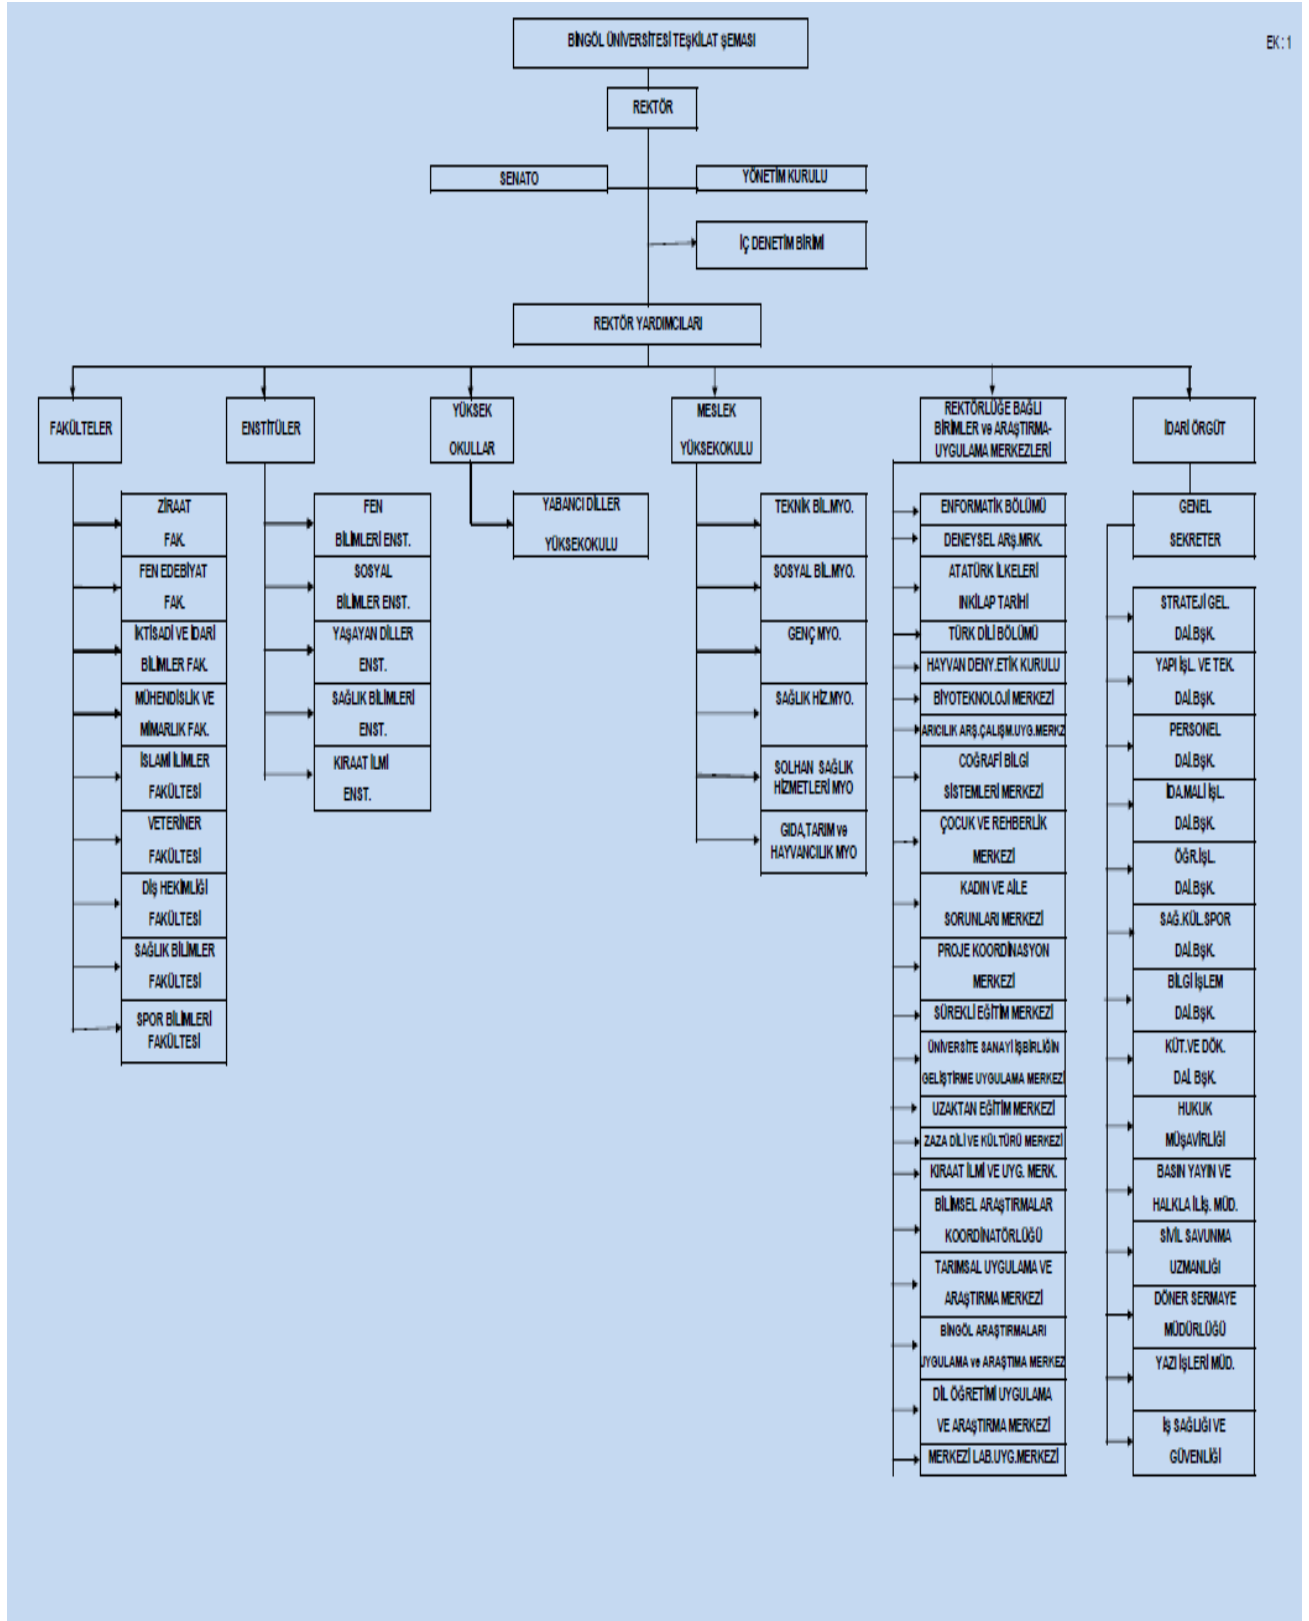 BİNGÖL ÜNİVERSİTESİ TEŞKİLAT ŞEMASI
EK : 1
REKTÖR
SENATO
YÖNETİM KURULU
İÇ DENETİM BİRİMİ
REKTÖR YARDIMCILARI
FAKÜLTELER
ENSTİTÜLER
YÜKSEK
OKULLAR
MESLEK
YÜKSEKOKULU
REKTÖRLÜĞE BAĞLI
BİRİMLER ve ARAŞTIRMA-
UYGULAMA MERKEZLERİ
İDARİ ÖRGÜT
ZİRAAT
FAK.
FEN EDEBİYAT
FAK.
İKTİSADİ VE İDARİ
BİLİMLER FAK.
MÜHENDİSLİK VE
MİMARLIK FAK.
İSLAMİ İLİMLER
FAKÜLTESİ
VETERİNER
FAKÜLTESİ
DİŞ HEKİMLİĞİ
FAKÜLTESİ
SAĞLIK BİLİMLER
FAKÜLTESİ
SPOR BİLİMLERİ
FAKÜLTESİ
FEN
BİLİMLERİ ENST.
SOSYAL
BİLİMLER ENST.
YAŞAYAN DİLLER
ENST.
SAĞLIK BİLİMLERİ
ENST.
KIRAAT İLMİ
ENST.
YABANCI DİLLER
YÜKSEKOKULU
TEKNİK BİL.MYO.
SOSYAL BİL.MYO.
GENÇ MYO.
SAĞLIK HİZ.MYO.
SOLHAN SAĞLIK
HİZMETLERİ MYO
GIDA,TARIM ve
HAYVANCILIK MYO
ENFORMATİK BÖLÜMÜ
DENEYSEL ARŞ.MRK.
ATATÜRK İLKELERİ
INKILAP TARİHİ
TÜRK DİLİ BÖLÜMÜ
HAYVAN DENY.ETİK KURULU
BİYOTEKNOLOJİ MERKEZİ
ARICILIK ARŞ.ÇALIŞM.UYG.MERKZ
COĞRAFİ BİLGİ
SİSTEMLERİ MERKEZİ
ÇOCUK VE REHBERLİK
MERKEZİ
KADIN VE AİLE
SORUNLARI MERKEZİ
PROJE KOORDİNASYON
MERKEZİ
SÜREKLİ EĞİTİM MERKEZİ
ÜNİVERSİTE SANAYİ İŞBİRLİĞİN
GELİŞTİRME UYGULAMA MERKEZİ
UZAKTAN EĞİTİM MERKEZİ
ZAZA DİLİ VE KÜLTÜRÜ MERKEZİ
KIRAAT İLMİ VE UYG. MERK.
BİLİMSEL ARAŞTIRMALAR
KOORDİNATÖRLÜĞÜ
TARIMSAL UYGULAMA VE
ARAŞTIRMA MERKEZİ
BİNGÖL ARAŞTIRMALARI
UYGULAMA ve ARAŞTIMA MERKEZ
DİL ÖĞRETİMİ UYGULAMA
VE ARAŞTIRMA MERKEZİ
MERKEZİ LAB.UYG.MERKEZİ
GENEL
SEKRETER
STRATEJİ GEL.
DAİ.BŞK.
YAPI İŞL. VE TEK.
DAİ.BŞK.
PERSONEL
DAİ.BŞK.
İDA.MALİ İŞL.
DAİ.BŞK.
ÖĞR.İŞL.
DAİ.BŞK.
SAĞ.KÜL.SPOR
DAİ.BŞK.
BİLGİ İŞLEM
DAİ.BŞK.
KÜT.VE DÖK.
DAİ. BŞK.
HUKUK
MÜŞAVİRLİĞİ
BASIN YAYIN VE
HALKLA İLİŞ. MÜD.
SİVİL SAVUNMA
UZMANLIĞI
DÖNER SERMAYE
MÜDÜRLÜĞÜ
YAZI İŞLERİ MÜD.
İŞ SAĞLIĞI VE
GÜVENLİĞİ